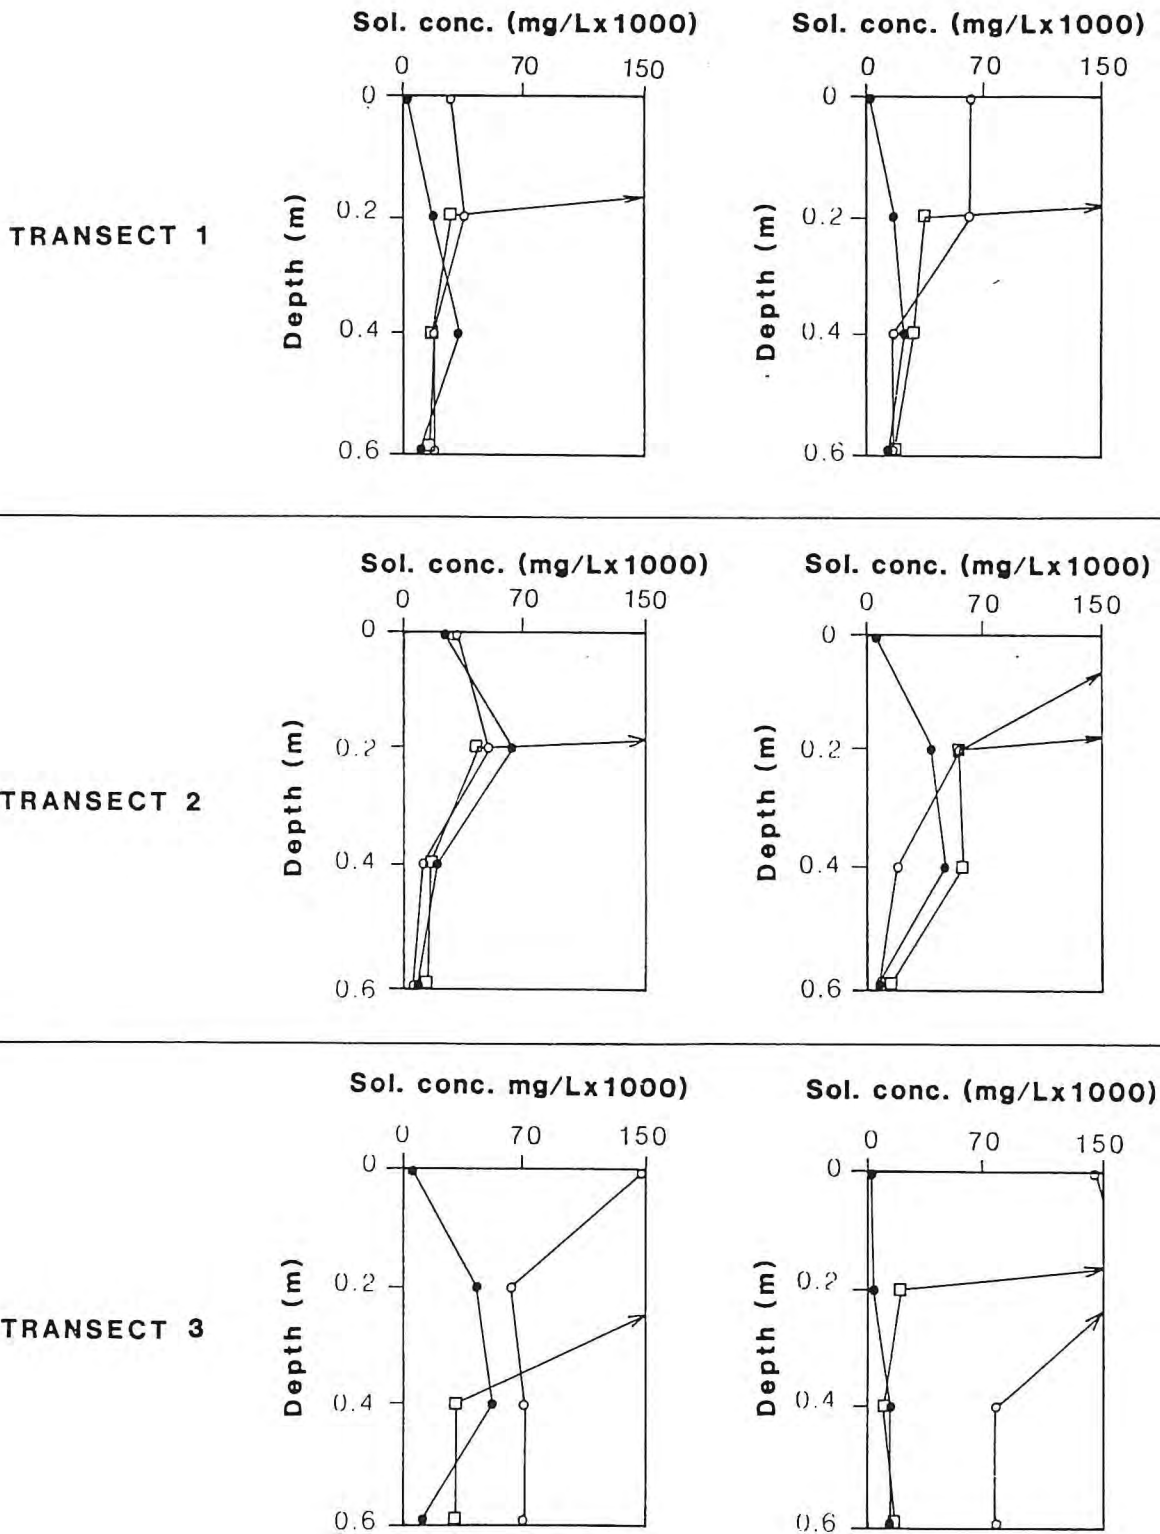 Sol. conc. (mg/Lx1000) Sol. conc. (mg/Lx1000)
0 70 150 0 70 150
0 0
0.2 0.2
TRANSECT 1
Depth (m) Depth (m)
0.4 0.4
0.6 0.6
Sol. conc. (mg/Lx1000) Sol. conc. (mg/Lx1000)
0 70 150 0 70 150
0 0
0.2 0.2
TRANSECT 2
Depth (m) Depth (m)
0.4 0.4
0.6 0.6
Sol. conc. mg/Lx1000) Sol. conc. (mg/Lx1000)
0 70 150 0 70 150
0 0
0.2 0.2
TRANSECT 3
Depth (m) Depth (m)
0.4 0.4
0.6 0.6